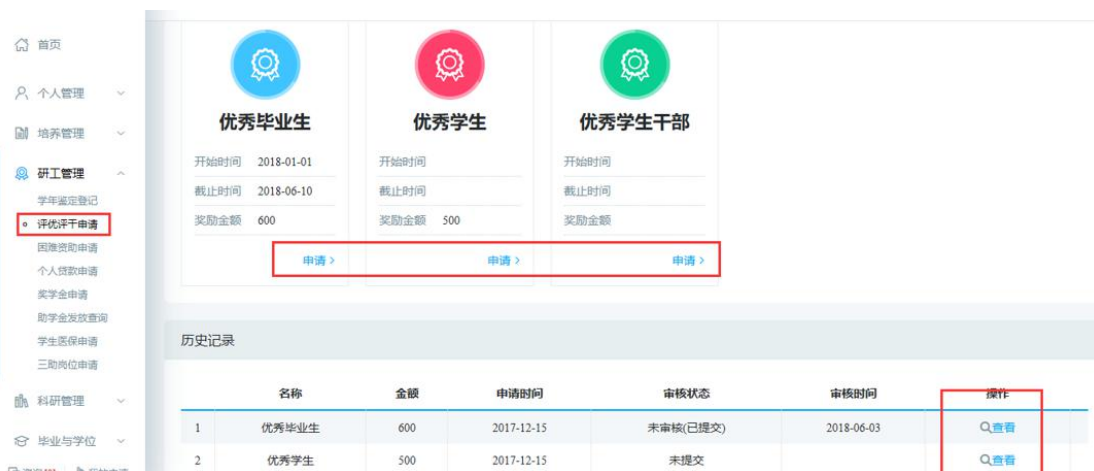 首页
个人管理
培养管理
研工管理
学年鉴定登记
评优评干申请
困难资助申请
个人贷款申请
奖学金申请
助学金发放查询
学生医保申请
三助岗位申请
科研管理
毕业与学位
优秀毕业生 优秀学生 优秀学生干部
开始时间 2018-01-01 开始时间 开始时间
截止时间 2018-06-10 截止时间 截止时间
奖励金额 600 奖励金额 500 奖励金额
申请 > 申请 > 申请 >
历史记录
名称 金额 申请时间 审核状态 审核时间 操作
1 优秀毕业生 600 2017-12-15 未审核(已提交) 2018-06-03 查看
2 优秀学生 500 2017-12-15 未提交 查看